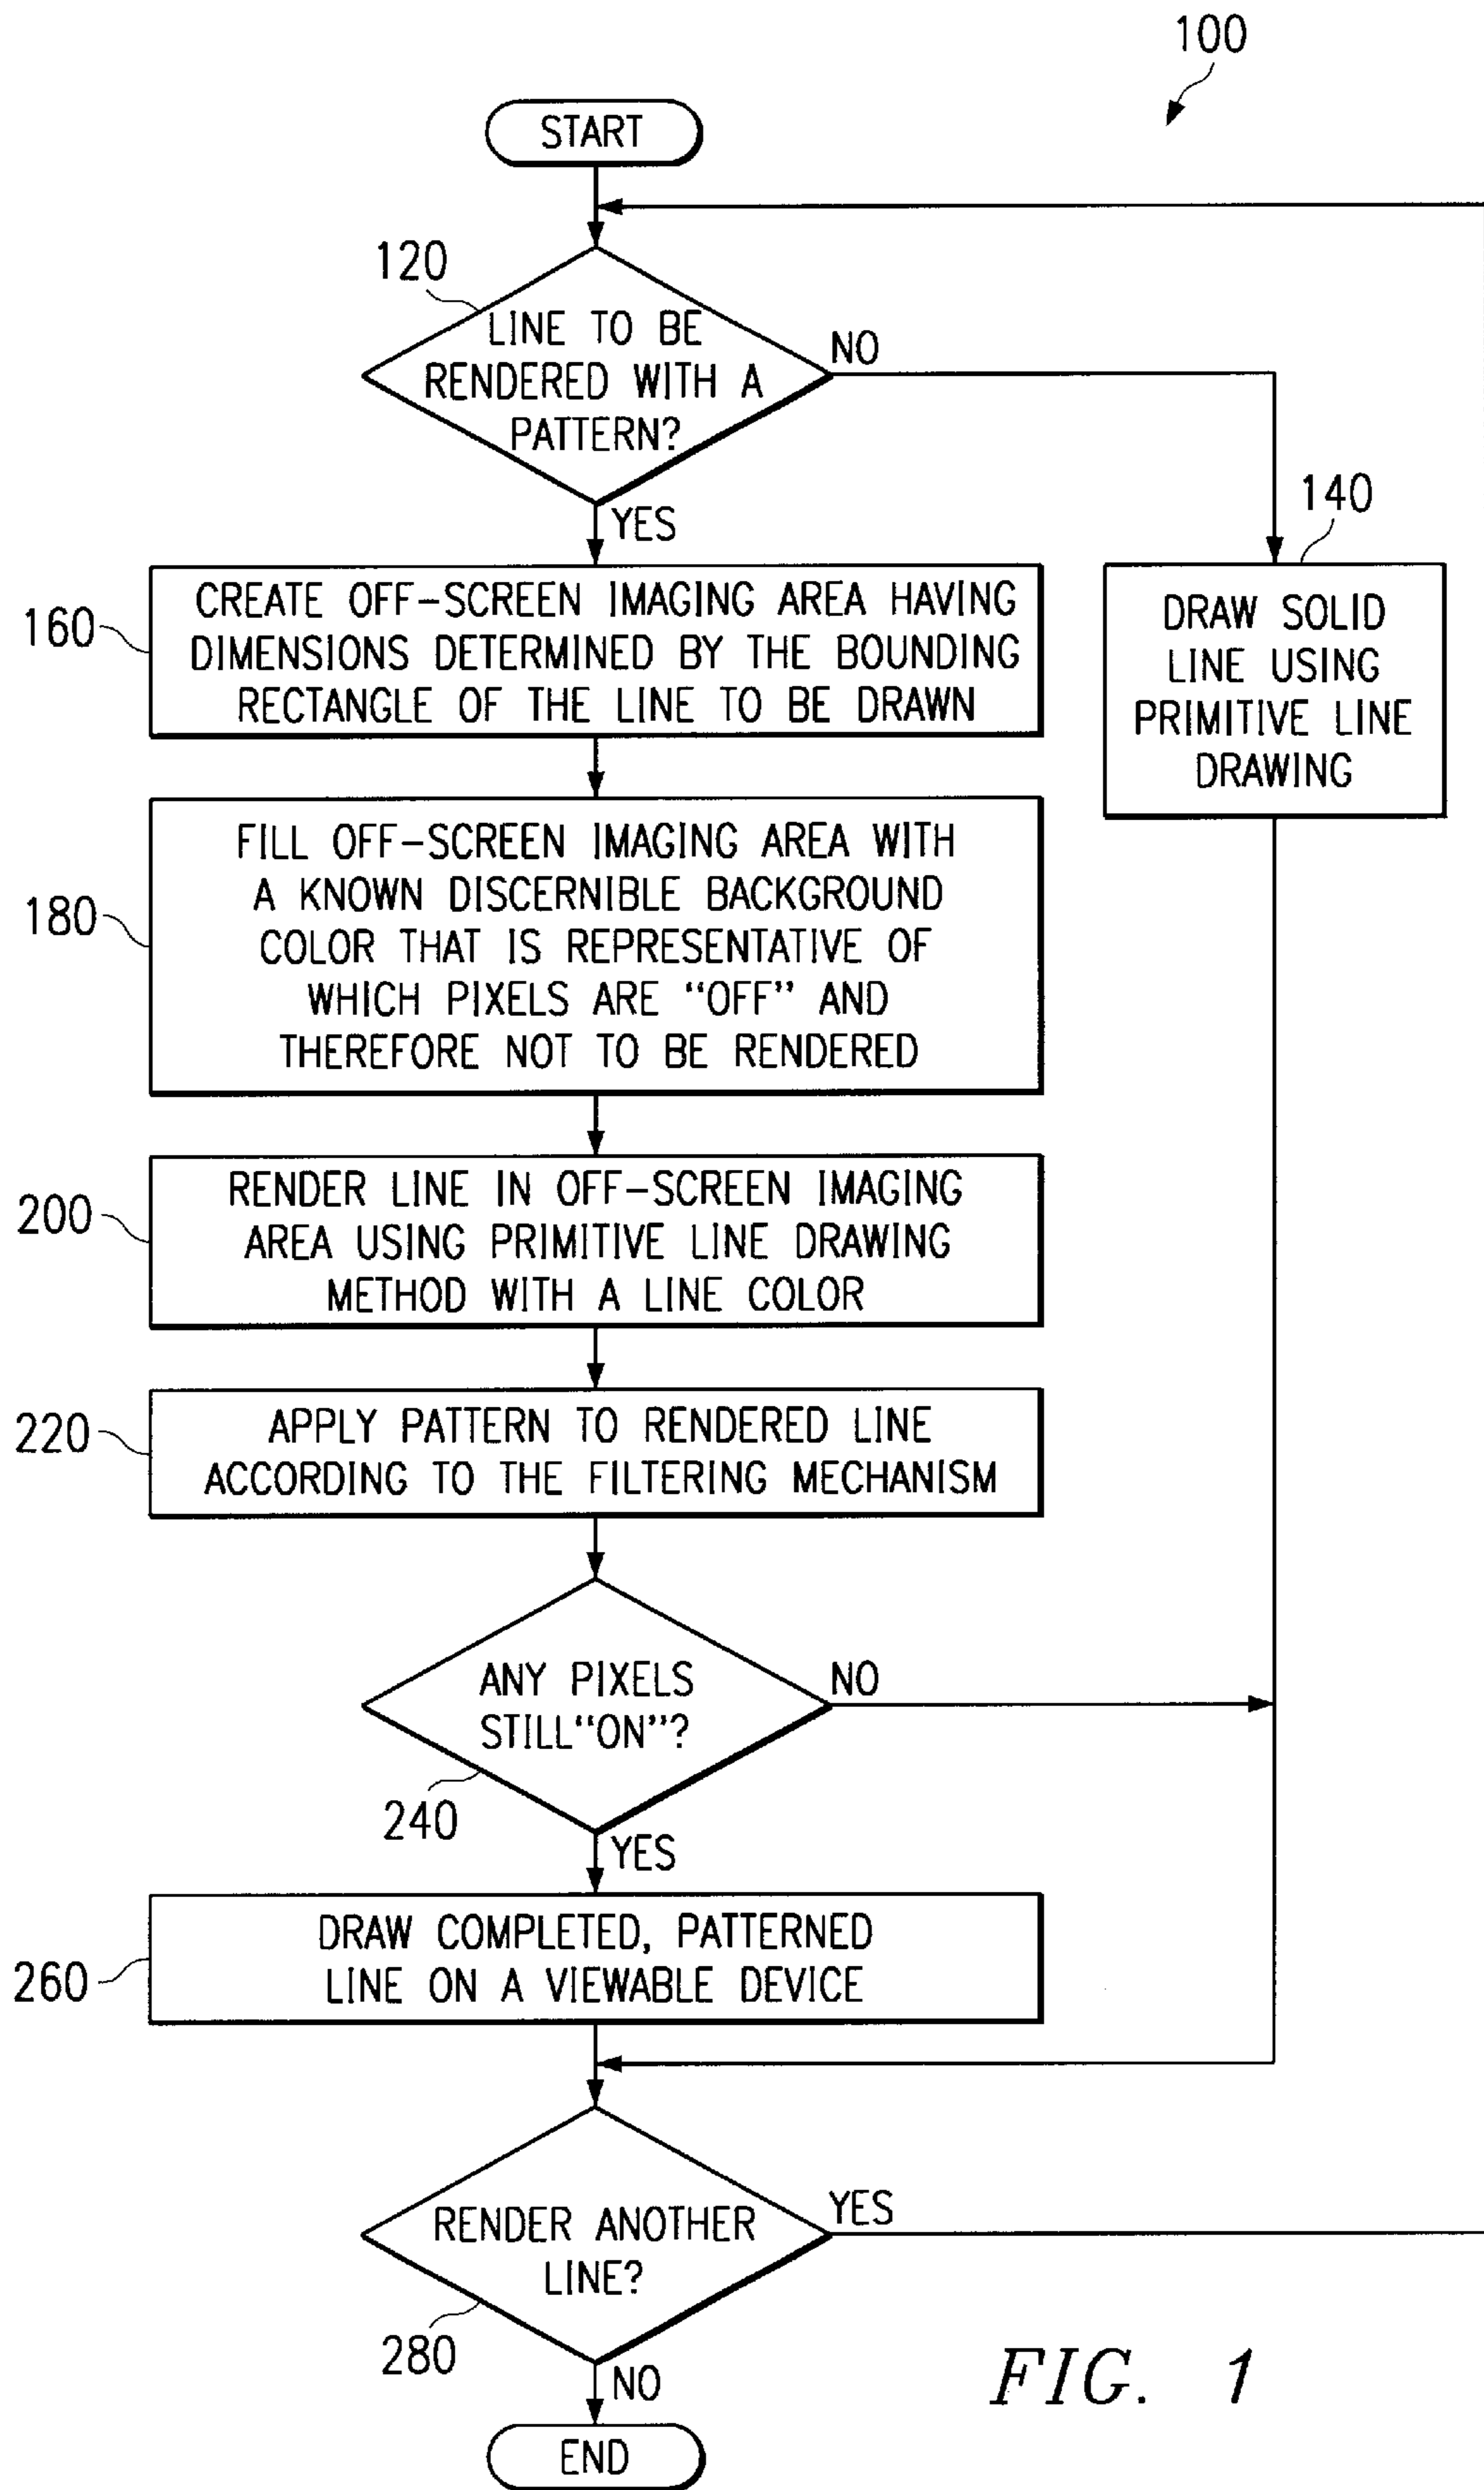 100
START
120
LINE TO BE
RENDERED WITH A
PATTERN?
NO
YES
140
DRAW SOLID
LINE USING
PRIMITIVE LINE
DRAWING
160
CREATE OFF-SCREEN IMAGING AREA HAVING
DIMENSIONS DETERMINED BY THE BOUNDING
RECTANGLE OF THE LINE TO BE DRAWN
180
FILL OFF-SCREEN IMAGING AREA WITH
A KNOWN DISCERNIBLE BACKGROUND
COLOR THAT IS REPRESENTATIVE OF
WHICH PIXELS ARE “OFF” AND
THEREFORE NOT TO BE RENDERED
200
RENDER LINE IN OFF-SCREEN IMAGING
AREA USING PRIMITIVE LINE DRAWING
METHOD WITH A LINE COLOR
220
APPLY PATTERN TO RENDERED LINE
ACCORDING TO THE FILTERING MECHANISM
ANY PIXELS
STILL“ON”?
NO
240
YES
260
DRAW COMPLETED, PATTERNED
LINE ON A VIEWABLE DEVICE
RENDER ANOTHER
LINE?
YES
280
NO
END
FIG. 1